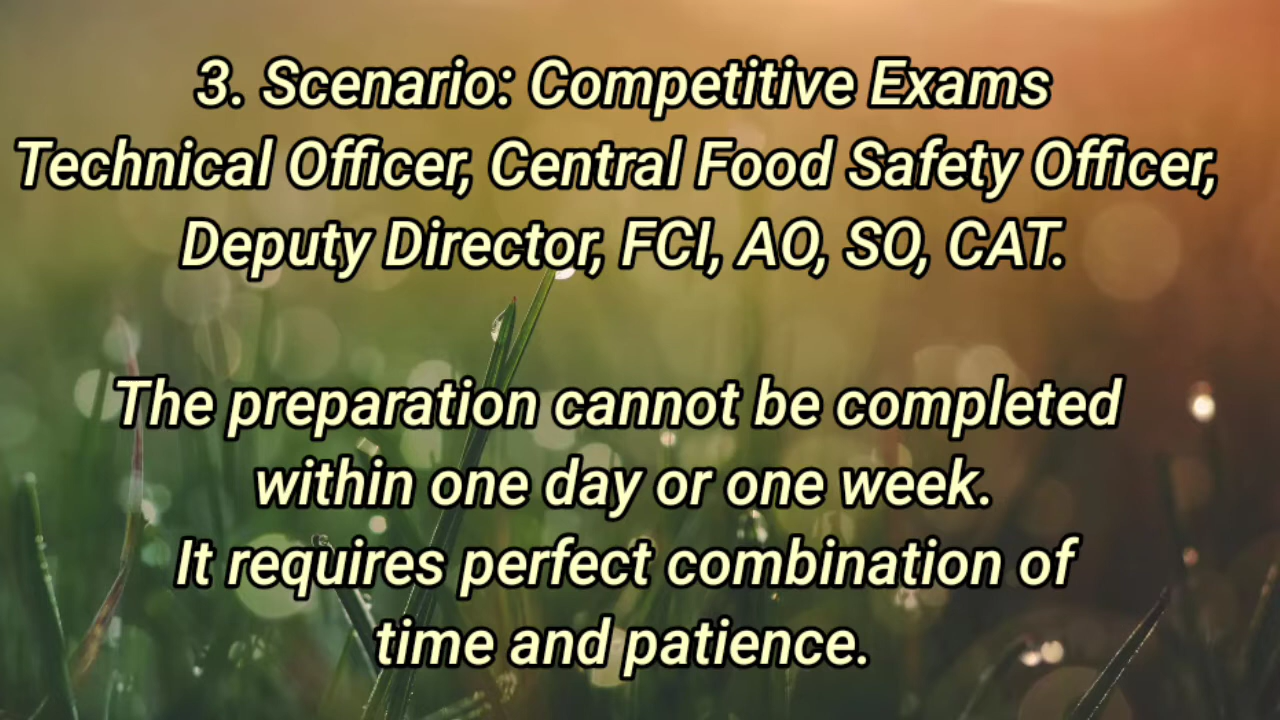 3. Scenario: Competitive Exams
Technical Officer, Central Food Safety Officer,
Deputy Director, FCI, AO, SO, CAT.
The preparation cannot be completed
within one day or one week.
It requires perfect combination of
time and patience.